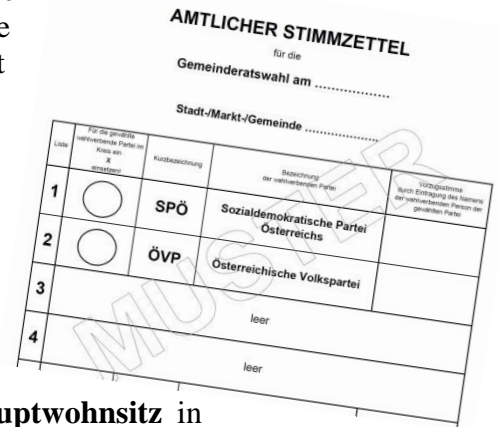 e
t
AMTLICHER STIMMZETTEL
für die
Gemeinderatswahl am .................
Stadt-/Markt-/Gemeinde ......................
Liste
Für die gewählte
wahlwerbende Partei im
Kreis ein
X
einsetzen!
Kurzbezeichnung
Bezeichnung
der wahlwerbenden Partei
Vorzugsstimme
durch Eintragung des Namens
der wahlwerbenden Person der
gewählten Partei
1
SPÖ
Sozialdemokratische Partei
Österreichs
2
ÖVP
Österreichische Volkspartei
3
leer
4
leer
MUSTER
uptwohnsitz in